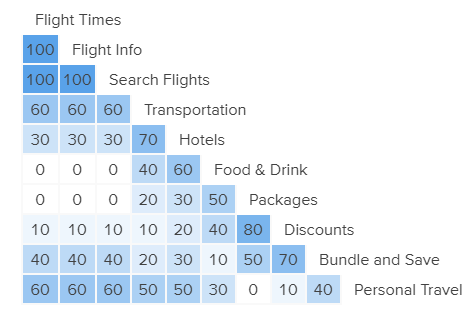 Flight Times
100 Flight Info
100 100 Search Flights
60 60 60 Transportation
30 30 30 70 Hotels
0 0 0 40 60 Food & Drink
0 0 0 20 30 50 Packages
10 10 10 10 20 40 80 Discounts
40 40 40 20 30 10 50 70 Bundle and Save
60 60 60 50 50 30 0 10 40 Personal Travel